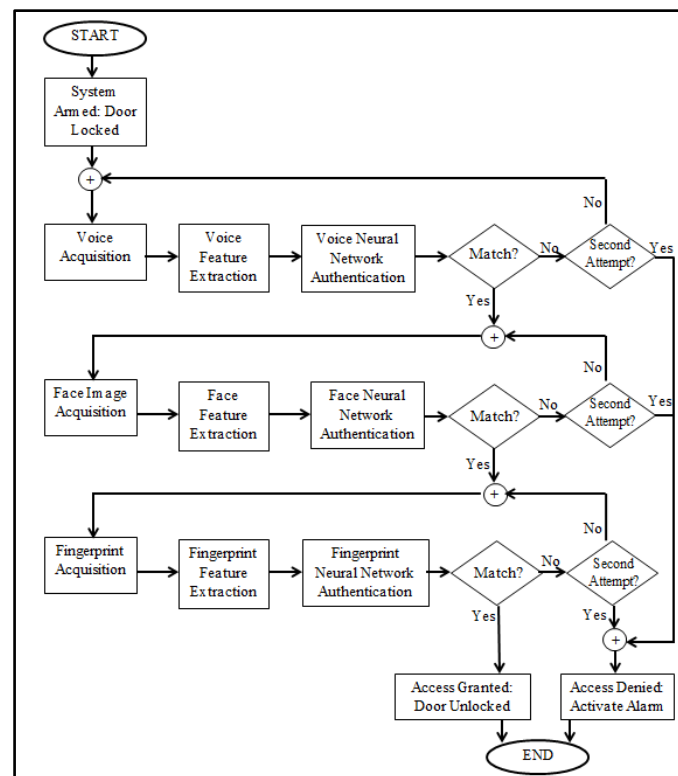 START
System
Armed: Door
Locked
+
No
Voice
Acquisition
Voice
Feature
Extraction
Voice Neural
Network
Authentication
Match?
No
Second
Attempt?
Yes
Yes
+
No
Face Image
Acquisition
Face
Feature
Extraction
Face Neural
Network
Authentication
Match?
No
Second
Attempt?
Yes
Yes
+
No
Fingerprint
Acquisition
Fingerprint
Feature
Extraction
Fingerprint
Neural Network
Authentication
Match?
No
Second
Attempt?
Yes
Yes
+
Access Granted:
Door Unlocked
Access Denied:
Activate Alarm
END